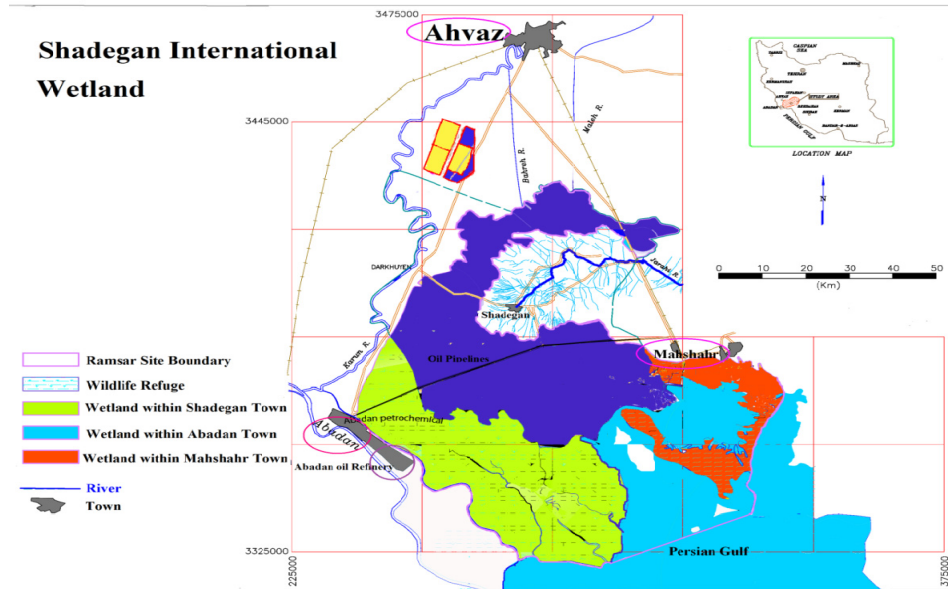 Shadegan International
Wetland
3475000
Ahvaz
3445000
CASPIAN
SEA
TEHRAN
STUDY AREA
ABADAN
PERSIAN GULF
LOCATION MAP
N
Bahreh R.
Maleh R.
0 10 20 30 40 50
(Km)
DARKHUYEN
Jarahi R.
Shadegan
Karun R.
Oil Pinelines
Mahshahr
Ramsar Site Boundary
Wildlife Refuge
Wetland within Shadegan Town
Wetland within Abadan Town
Wetland within Mahshahr Town
River
Town
Abadan petrochemical
Abadan
Abadan oil Refinery
Persian Gulf
3325000
225000
375000